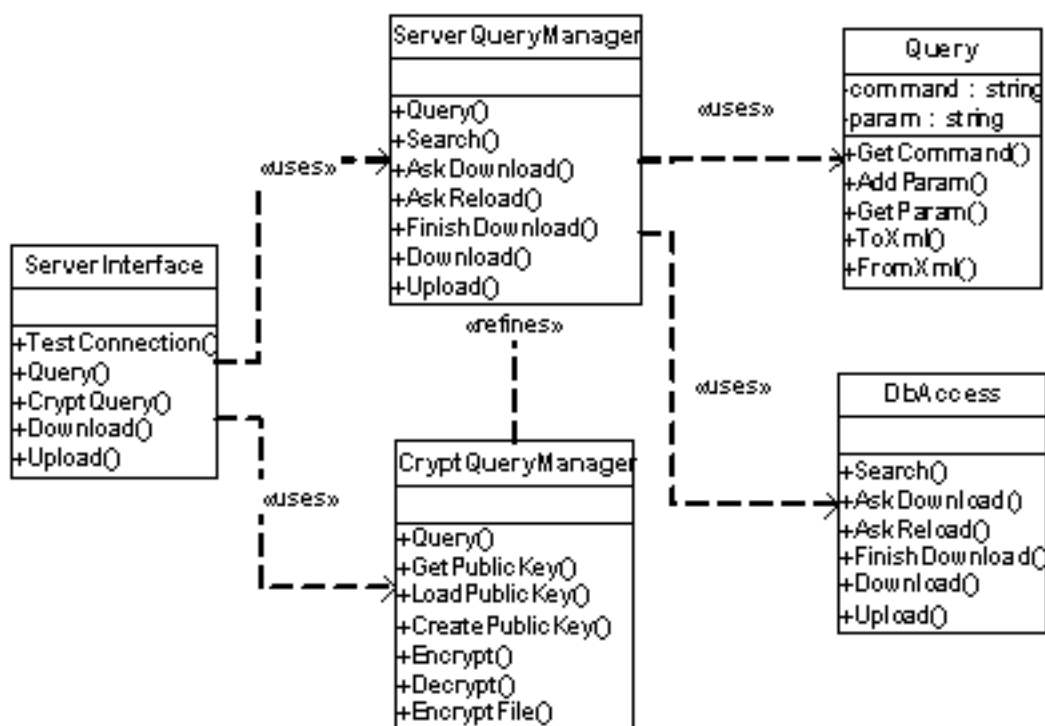 ServerQueryManager
+Query()
+Search()
+AskDownload()
+AskReload()
+FinishDownload()
+Download()
+Upload()
Query
-command : string
-param : string
+GetCommand()
+AddParam()
+GetParam()
+ToXml()
+FromXml()
«uses»
«uses»
ServerInterface
+TestConnection()
+Query()
+CryptQuery()
+Download()
+Upload()
«refines»
«uses»
«uses»
CryptQueryManager
+Query()
+GetPublicKey()
+LoadPublicKey()
+CreatePublicKey()
+Encrypt()
+Decrypt()
+EncryptFile()
DbAccess
+Search()
+AskDownload()
+AskReload()
+FinishDownload()
+Download()
+Upload()